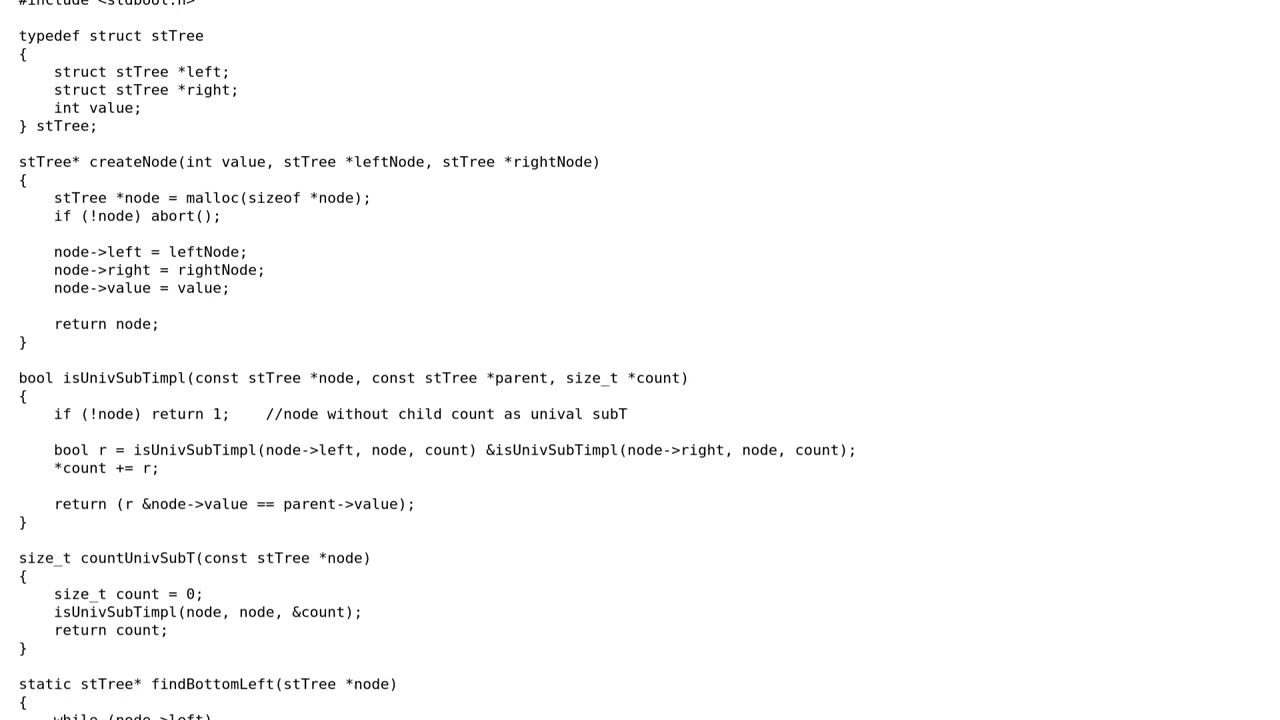 #include <stdbool.h>
typedef struct stTree
{
    struct stTree *left;
    struct stTree *right;
    int value;
} stTree;
stTree* createNode(int value, stTree *leftNode, stTree *rightNode)
{
    stTree *node = malloc(sizeof *node);
    if (!node) abort();
    node->left = leftNode;
    node->right = rightNode;
    node->value = value;
    return node;
}
bool isUnivSubTimpl(const stTree *node, const stTree *parent, size_t *count)
{
    if (!node) return 1;    //node without child count as unival subT
    bool r = isUnivSubTimpl(node->left, node, count) &isUnivSubTimpl(node->right, node, count);
    *count += r;
    return (r &node->value == parent->value);
}
size_t countUnivSubT(const stTree *node)
{
    size_t count = 0;
    isUnivSubTimpl(node, node, &count);
    return count;
}
static stTree* findBottomLeft(stTree *node)
{
    while (node->left)